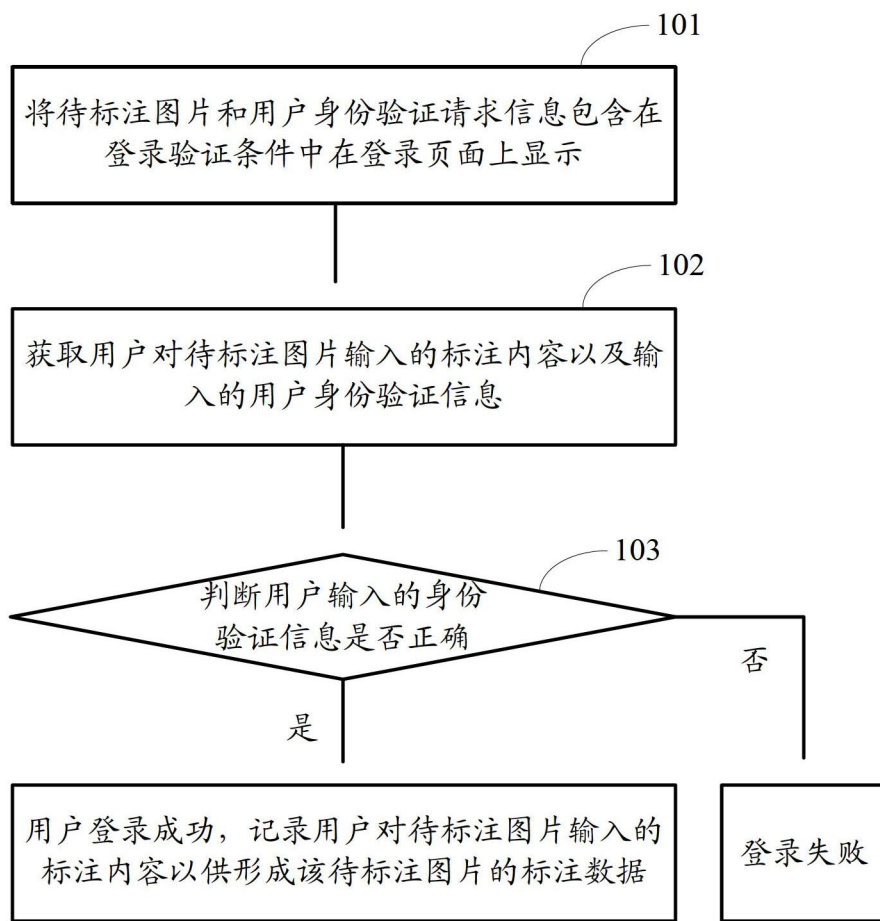 101
将待标注图片和用户身份验证请求信息包含在
登录验证条件中在登录页面上显示
102
获取用户对待标注图片输入的标注内容以及输
入的用户身份验证信息
103
判断用户输入的身份
验证信息是否正确
否
是
用户登录成功，记录用户对待标注图片输入的
标注内容以供形成该待标注图片的标注数据
登录失败